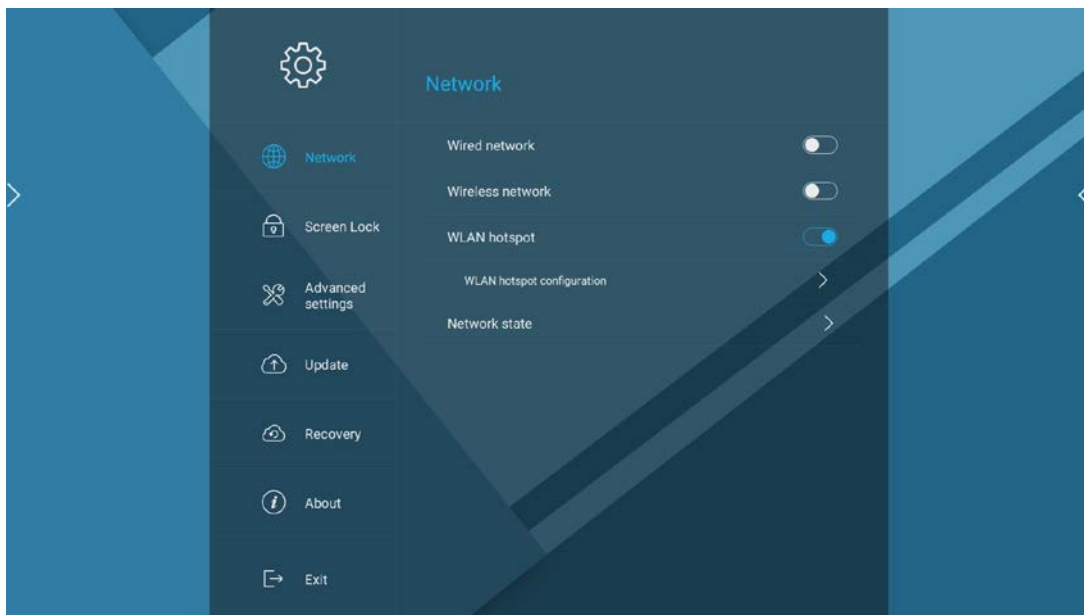 Network
Network
Screen Lock
Advanced
settings
Update
Recovery
About
Exit
Wired network
Wireless network
WLAN hotspot
WLAN hotspot configuration
Network state